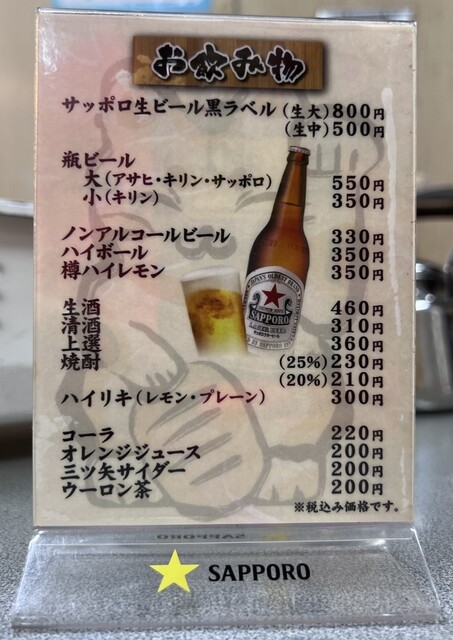 お飲み物
サッポロ生ビール黒ラベル (生大) 800円
(生中) 500円
瓶ビール
大 (アサヒ・キリン・サッポロ) 550円
小 (キリン) 350円
ノンアルコールビール 330円
ハイボール 350円
樽ハイレモン 350円
生酒 460円
清酒 310円
上選 360円
焼酎 (25%) 230円
(20%) 210円
ハイリキ (レモン・プレーン) 300円
コーラ 220円
オレンジジュース 200円
三ツ矢サイダー 200円
ウーロン茶 200円
※税込み価格です。
SAPPORO
LAGER BEER
SAPPORO